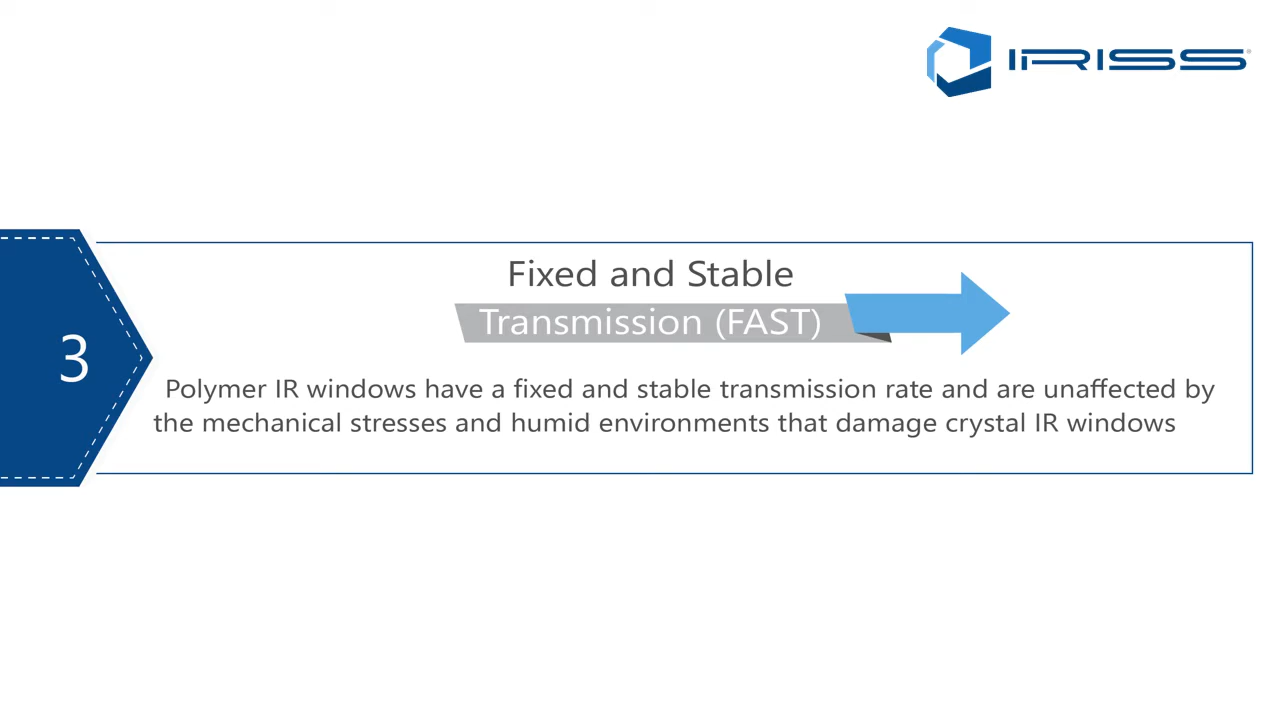 IRISS®
Fixed and Stable
Transmission (FAST)
3
Polymer IR windows have a fixed and stable transmission rate and are unaffected by
the mechanical stresses and humid environments that damage crystal IR windows